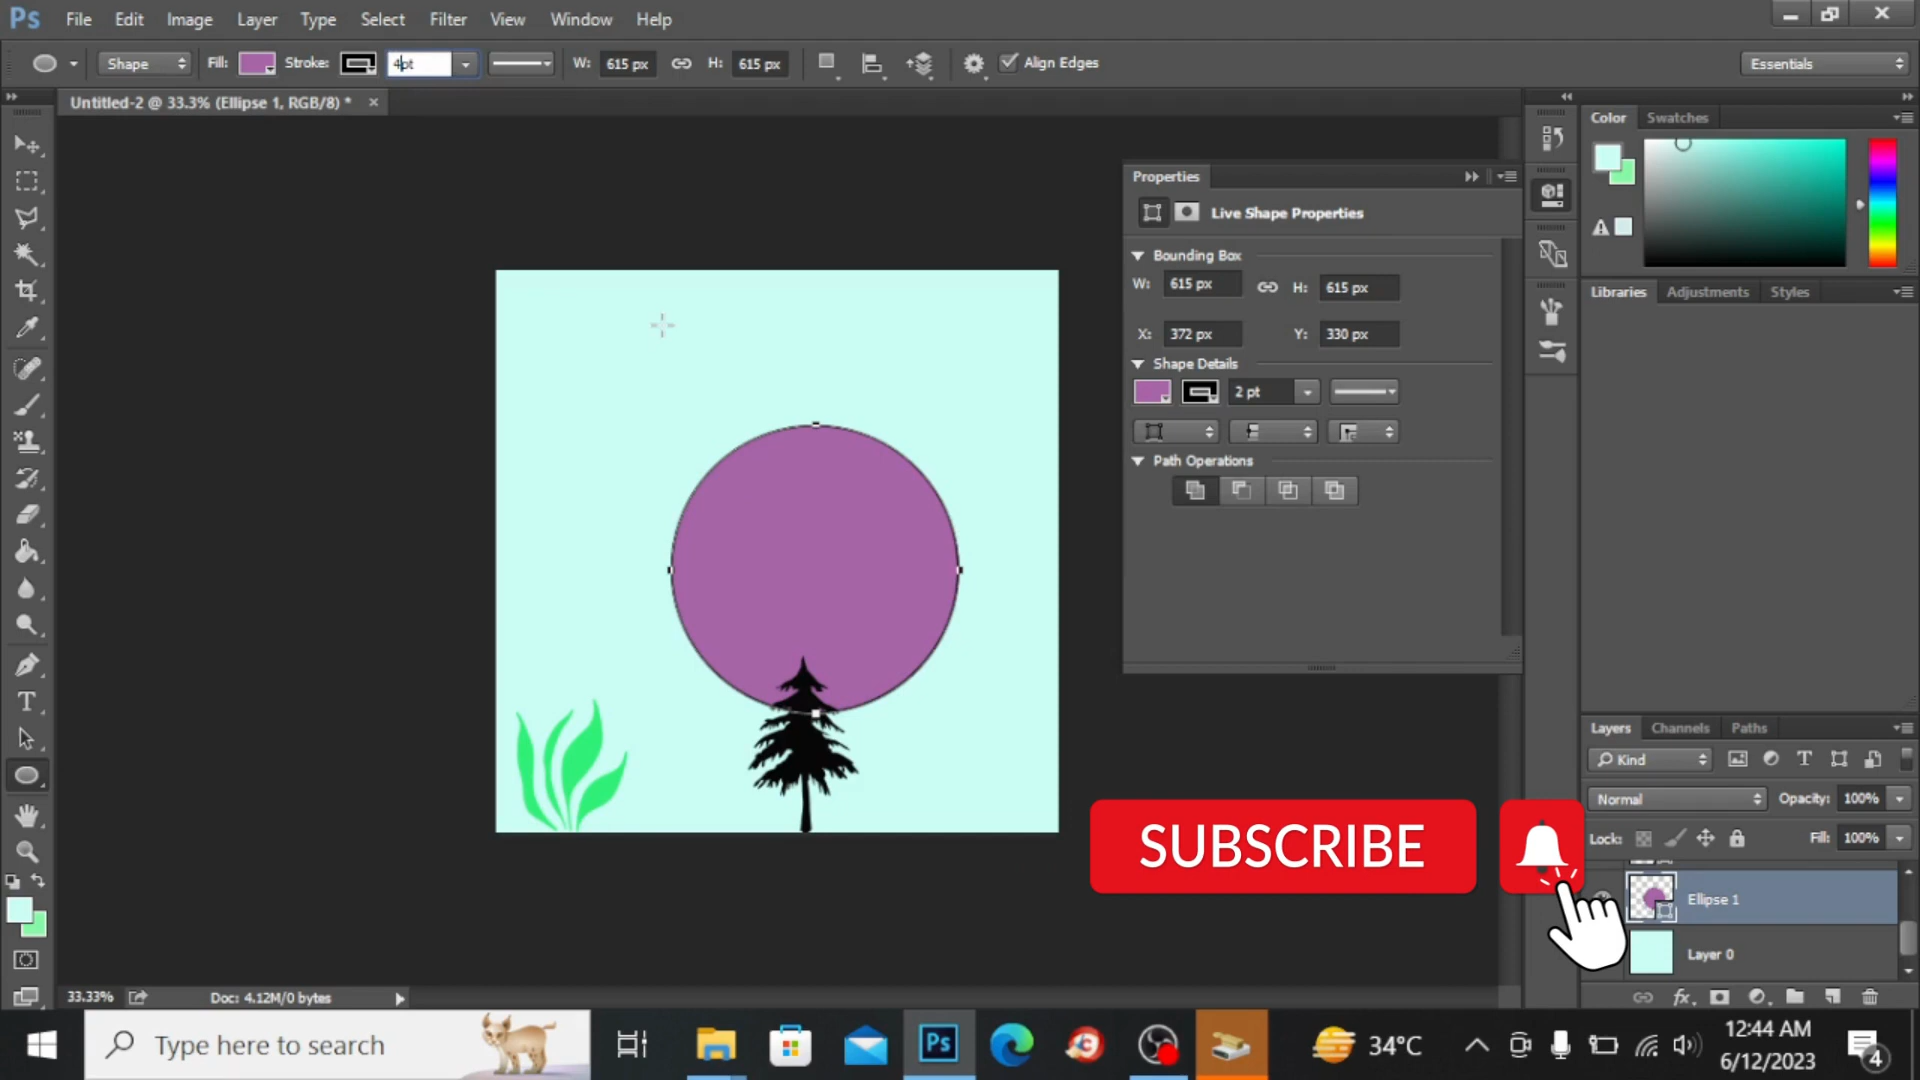 Ps File Edit Image Layer Type Select Filter View Window Help
Shape Fill: Stroke: 4pt W: 615 px H: 615 px Align Edges Essentials
Untitled-2 @ 33.3% (Ellipse 1, RGB/8) * ×
Color Swatches
Properties
Live Shape Properties
Bounding Box
W: 615 px H: 615 px
X: 372 px Y: 330 px
Shape Details
2 pt
Path Operations
Libraries Adjustments Styles
Layers Channels Paths
Kind
Normal Opacity: 100%
Lock: Fill: 100%
Ellipse 1
Layer 0
fx
SUBSCRIBE
33.33% Doc: 4.12M/0 bytes
Type here to search
Ps
34°C
12:44 AM
6/12/2023
4